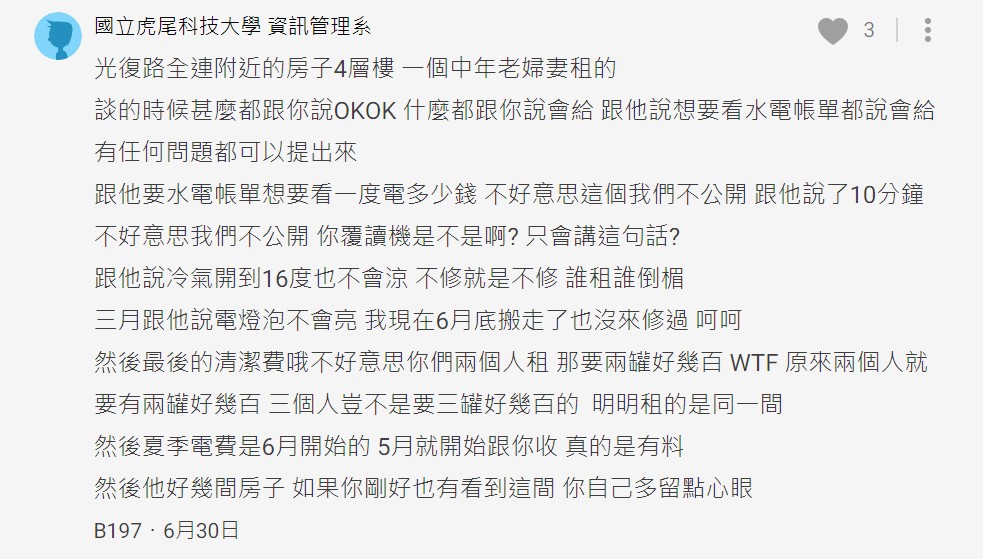 國立虎尾科技大學 資訊管理系
3
光復路全連附近的房子4層樓 一個中年老婦妻租的
談的時候甚麼都跟你說OKOK 什麼都跟你說會給 跟他說想要看水電帳單都說會給
有任何問題都可以提出來
跟他要水電帳單想要看一度電多少錢 不好意思這個我們不公開 跟他說了10分鐘
不好意思我們不公開 你覆讀機是不是啊? 只會講這句話?
跟他說冷氣開到16度也不會涼 不修就是不修 誰租誰倒楣
三月跟他說電燈泡不會亮 我現在6月底搬走了也沒來修過 呵呵
然後最後的清潔費哦不好意思你們兩個人租 那要兩罐好幾百 WTF 原來兩個人就
要有兩罐好幾百 三個人豈不是要三罐好幾百的 明明租的是同一間
然後夏季電費是6月開始的 5月就開始跟你收 真的是有料
然後他好幾間房子 如果你剛好也有看到這間 你自己多留點心眼
B197 · 6月30日